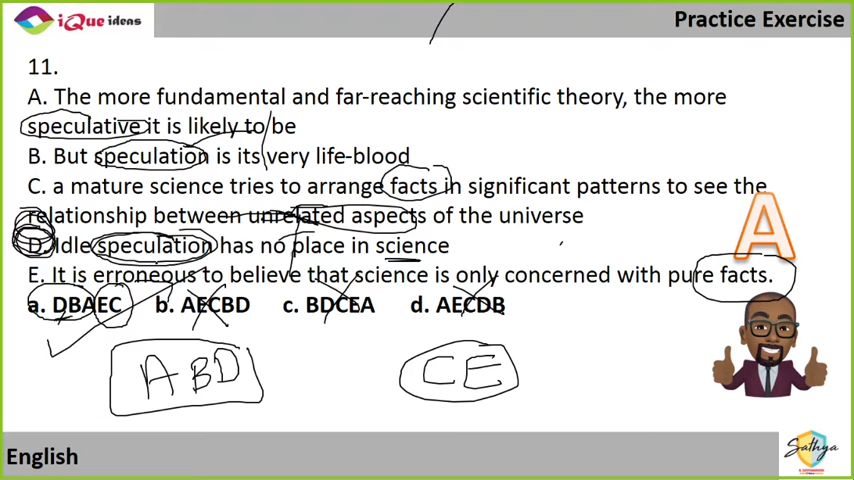 iQue ideas
Practice Exercise
11.
A. The more fundamental and far-reaching scientific theory, the more
speculative it is likely to be
B. But speculation is its very life-blood
C. a mature science tries to arrange facts in significant patterns to see the
relationship between unrelated aspects of the universe
D. Idle speculation has no place in science
E. It is erroneous to believe that science is only concerned with pure facts.
a. DBAEC b. AECBD c. BDCEA d. AECDB
A
ABD CE
English
Sathya